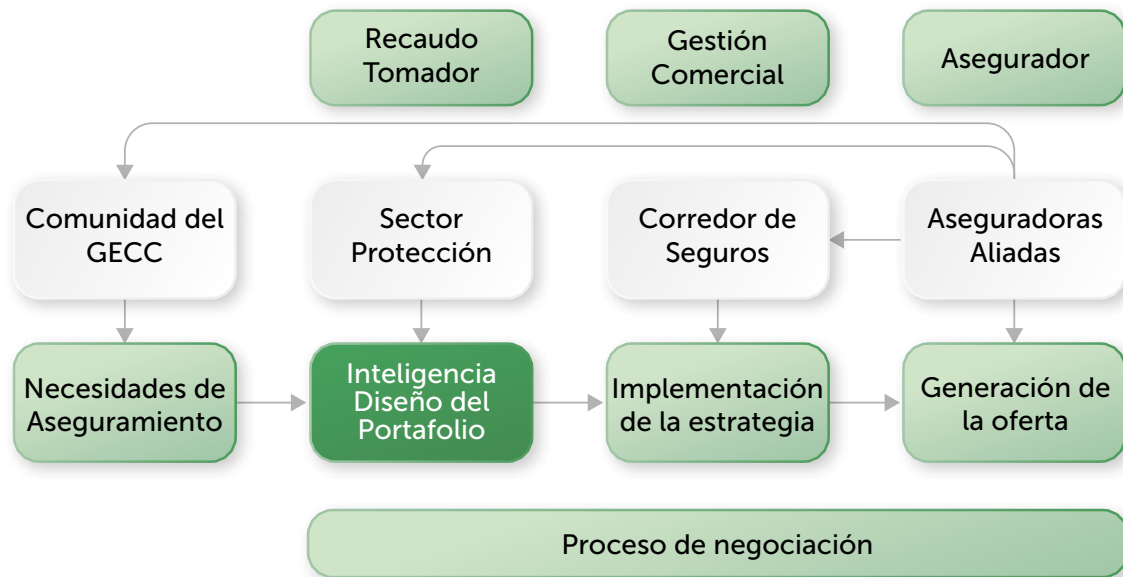 Recaudo
Tomador
Gestión
Comercial
Asegurador
Comunidad del
GECC
Sector
Protección
Corredor de
Seguros
Aseguradoras
Aliadas
Necesidades de
Aseguramiento
Inteligencia
Diseño del
Portafolio
Implementación
de la estrategia
Generación de
la oferta
Proceso de negociación